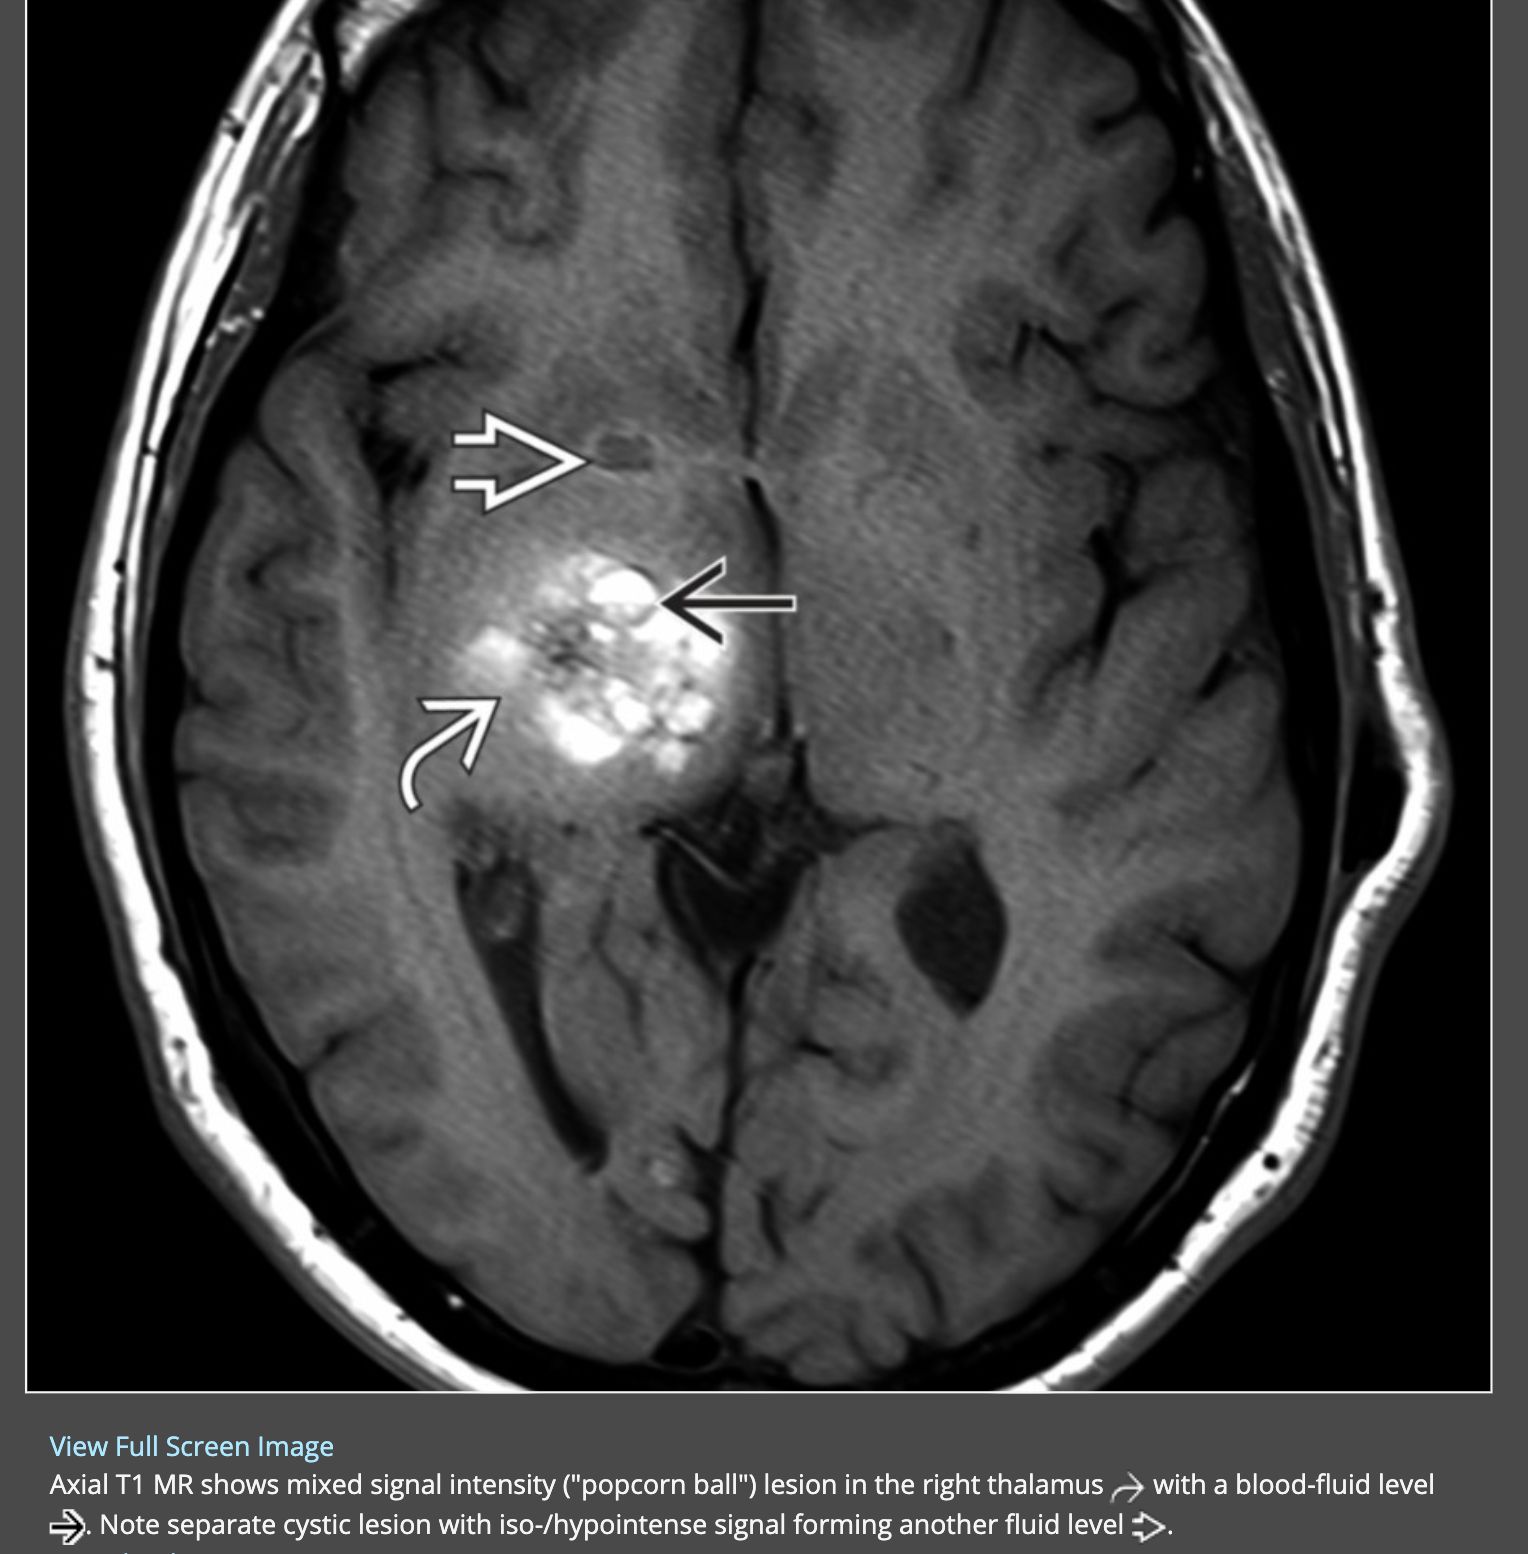 View Full Screen Image
Axial T1 MR shows mixed signal intensity ("popcorn ball") lesion in the right thalamus with a blood-fluid level
. Note separate cystic lesion with iso-/hypointense signal forming another fluid level .